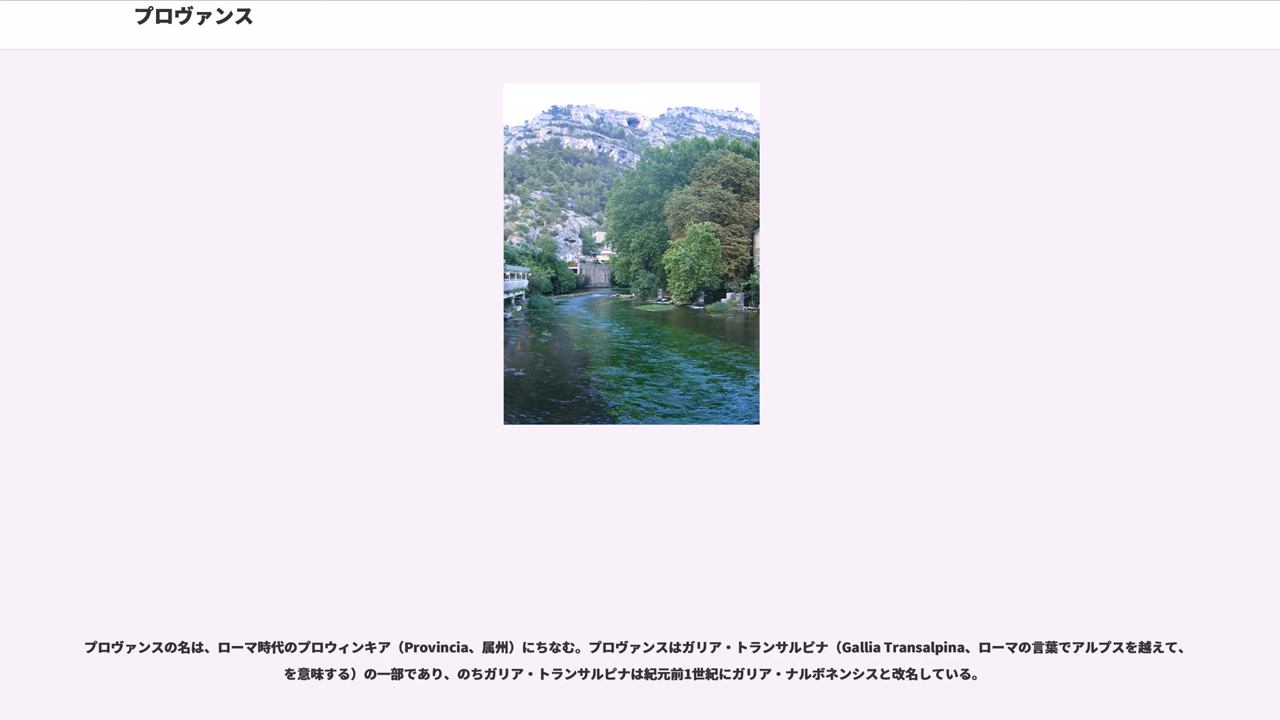 プロヴァンス
プロヴァンスの名は、ローマ時代のプロウィンキア（Provincia、属州）にちなむ。プロヴァンスはガリア・トランサルピナ（Gallia Transalpina、ローマの言葉でアルプスを越えて、
を意味する）の一部であり、のちガリア・トランサルピナは紀元前1世紀にガリア・ナルボネンシスと改名している。